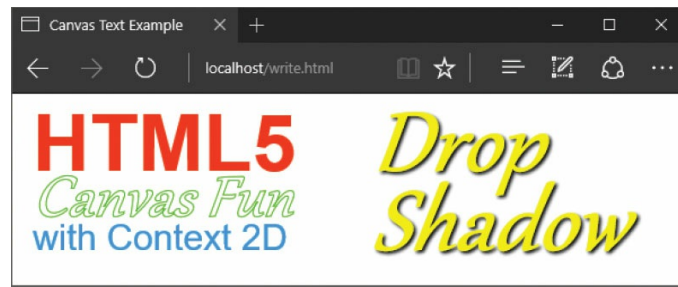 Canvas Text Example
localhost/write.html
HTML5
Canvas Fun
with Context 2D
Drop
Shadow